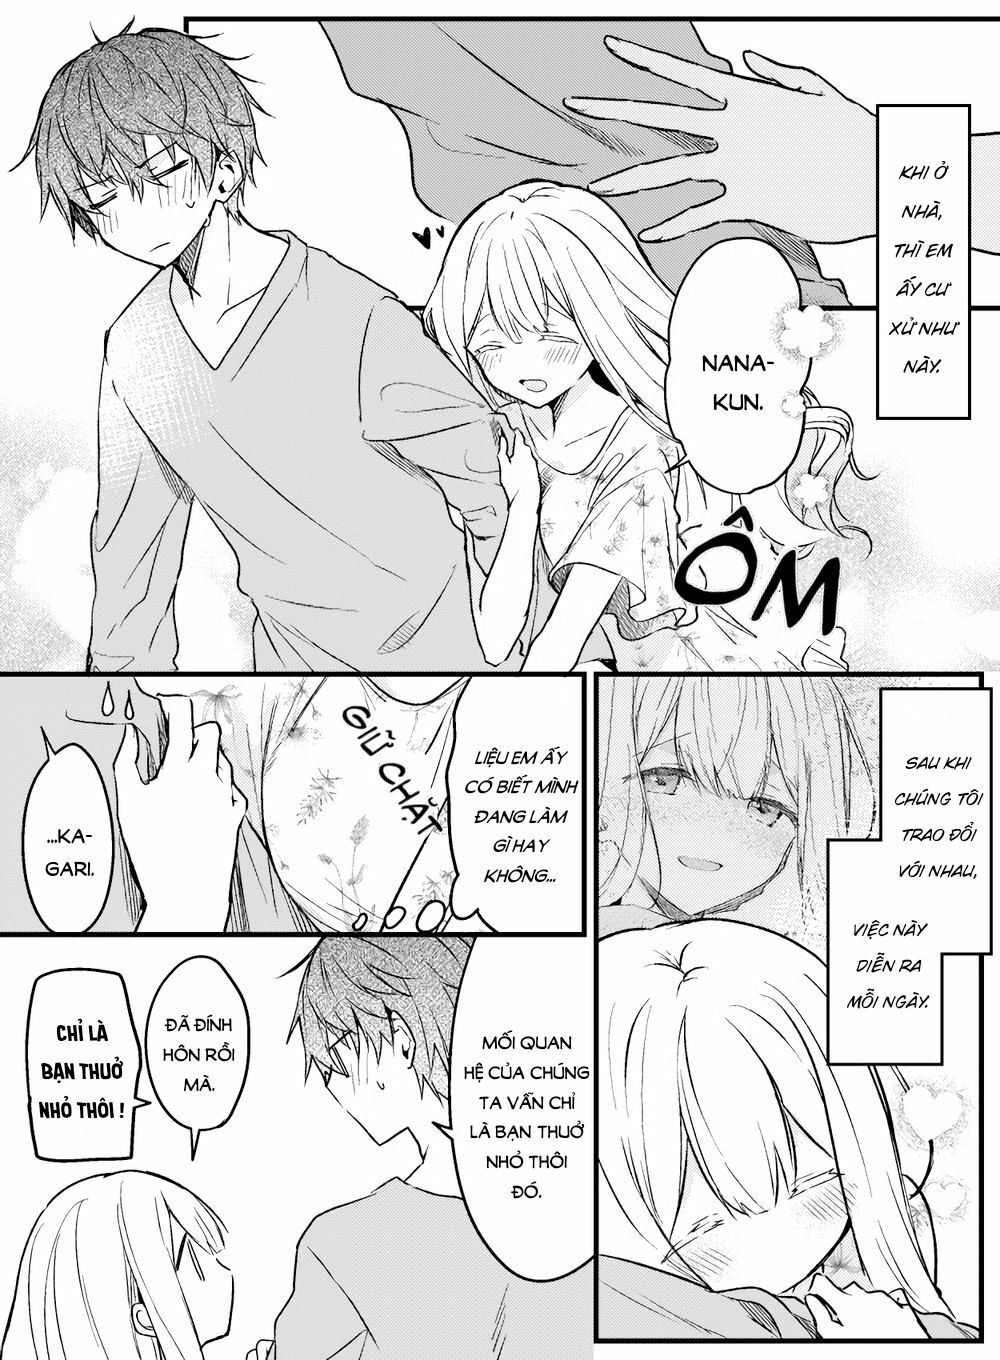 KHI Ở
NHÀ,
THÌ EM
ẤY CƯ
XỬ NHƯ
NÀY.
NANA-
KUN.
ÔM
SAU KHI
CHÚNG TÔI
TRAO ĐỔI
VỚI NHAU,
VIỆC NÀY
DIỄN RA
MỖI NGÀY.
LIỆU EM ẤY
CÓ BIẾT MÌNH
ĐANG LÀM
GÌ HAY
KHÔNG...
GIỮ CHẶT
...KA-
GARI.
MỐI QUAN
HỆ CỦA CHÚNG
TA VẪN CHỈ
LÀ BẠN THUỞ
NHỎ THÔI
ĐÓ.
ĐÃ ĐÍNH
HÔN RỒI
MÀ.
CHỈ LÀ
BẠN THUỞ
NHỎ THÔI !